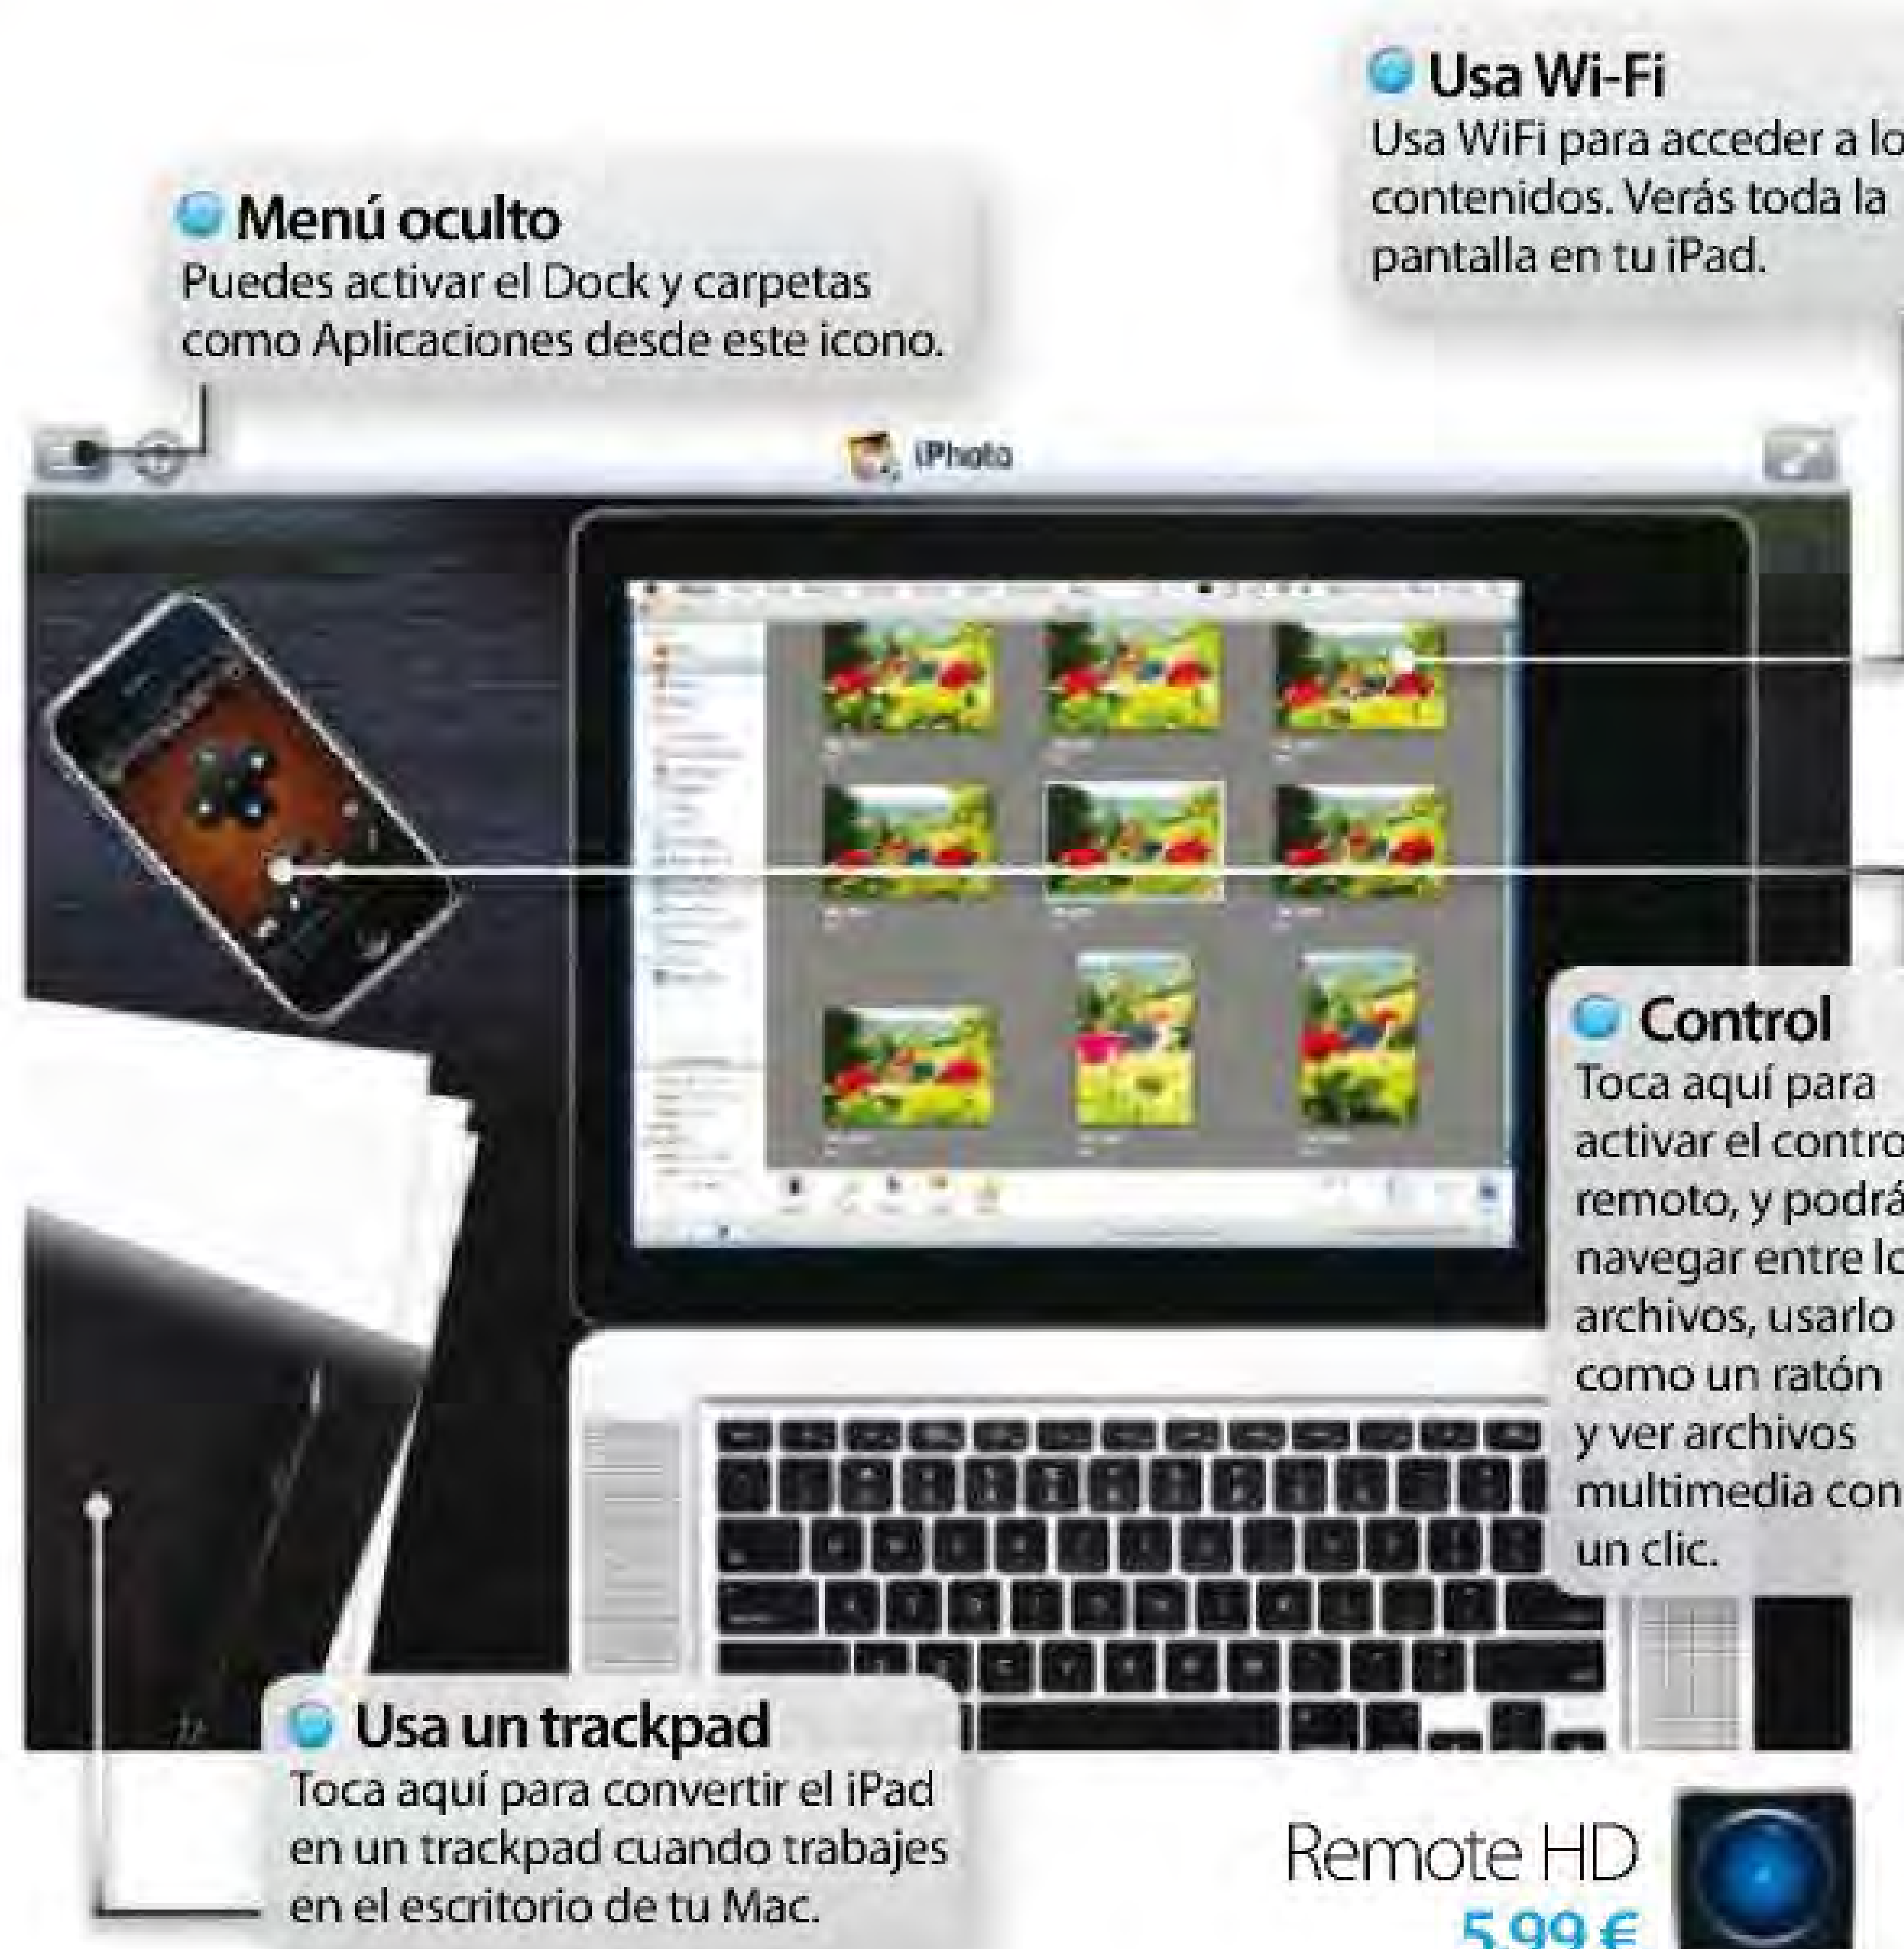 Usa Wi-Fi
Usa WiFi para acceder a lo
contenidos. Verás toda la
pantalla en tu iPad.
Menú oculto
Puedes activar el Dock y carpetas
como Aplicaciones desde este icono.
iPhoto
Control
Toca aquí para
activar el contro
remoto, y podrá
navegar entre lo
archivos, usarlo
como un ratón
y ver archivos
multimedia con
un clic.
Usa un trackpad
Toca aquí para convertir el iPad
en un trackpad cuando trabajes
en el escritorio de tu Mac.
Remote HD
5,99 €